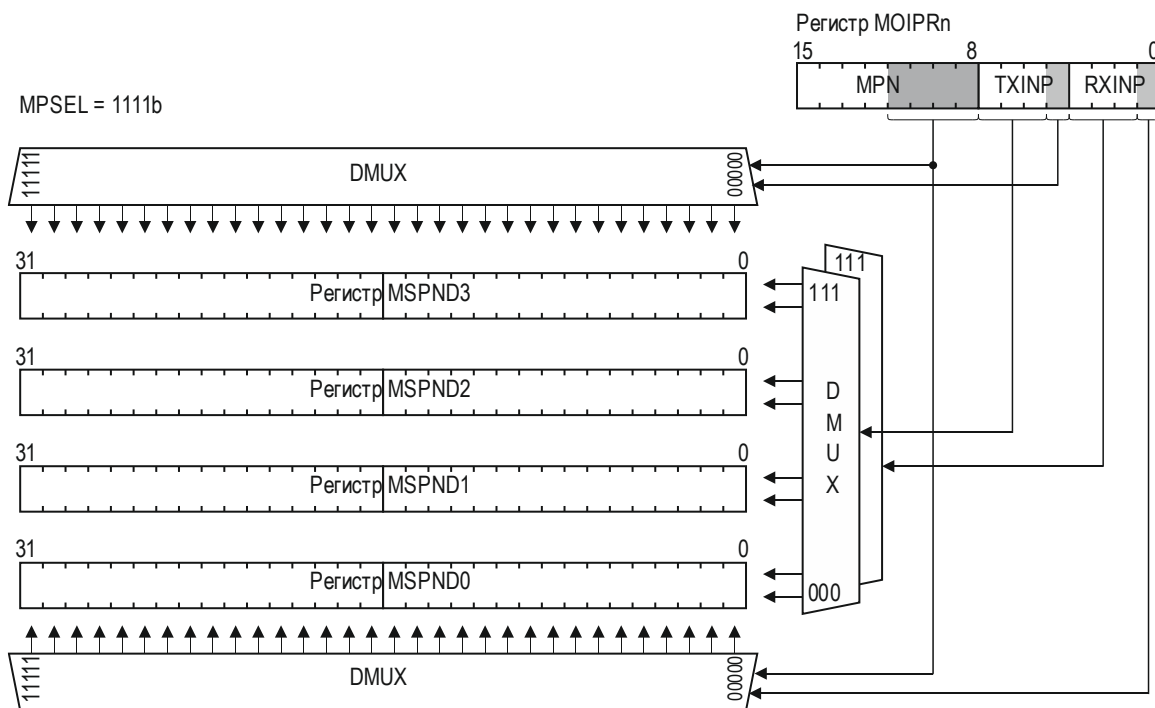 Регистр MOIPRn
15 8 0
MPN TXINP RXINP
MPSEL = 1111b
11111 DMUX 00000
31 0
Регистр MSPND3
31 0
Регистр MSPND2
31 0
Регистр MSPND1
31 0
Регистр MSPND0
11111 DMUX 00000
111
111
D
M
U
X
000